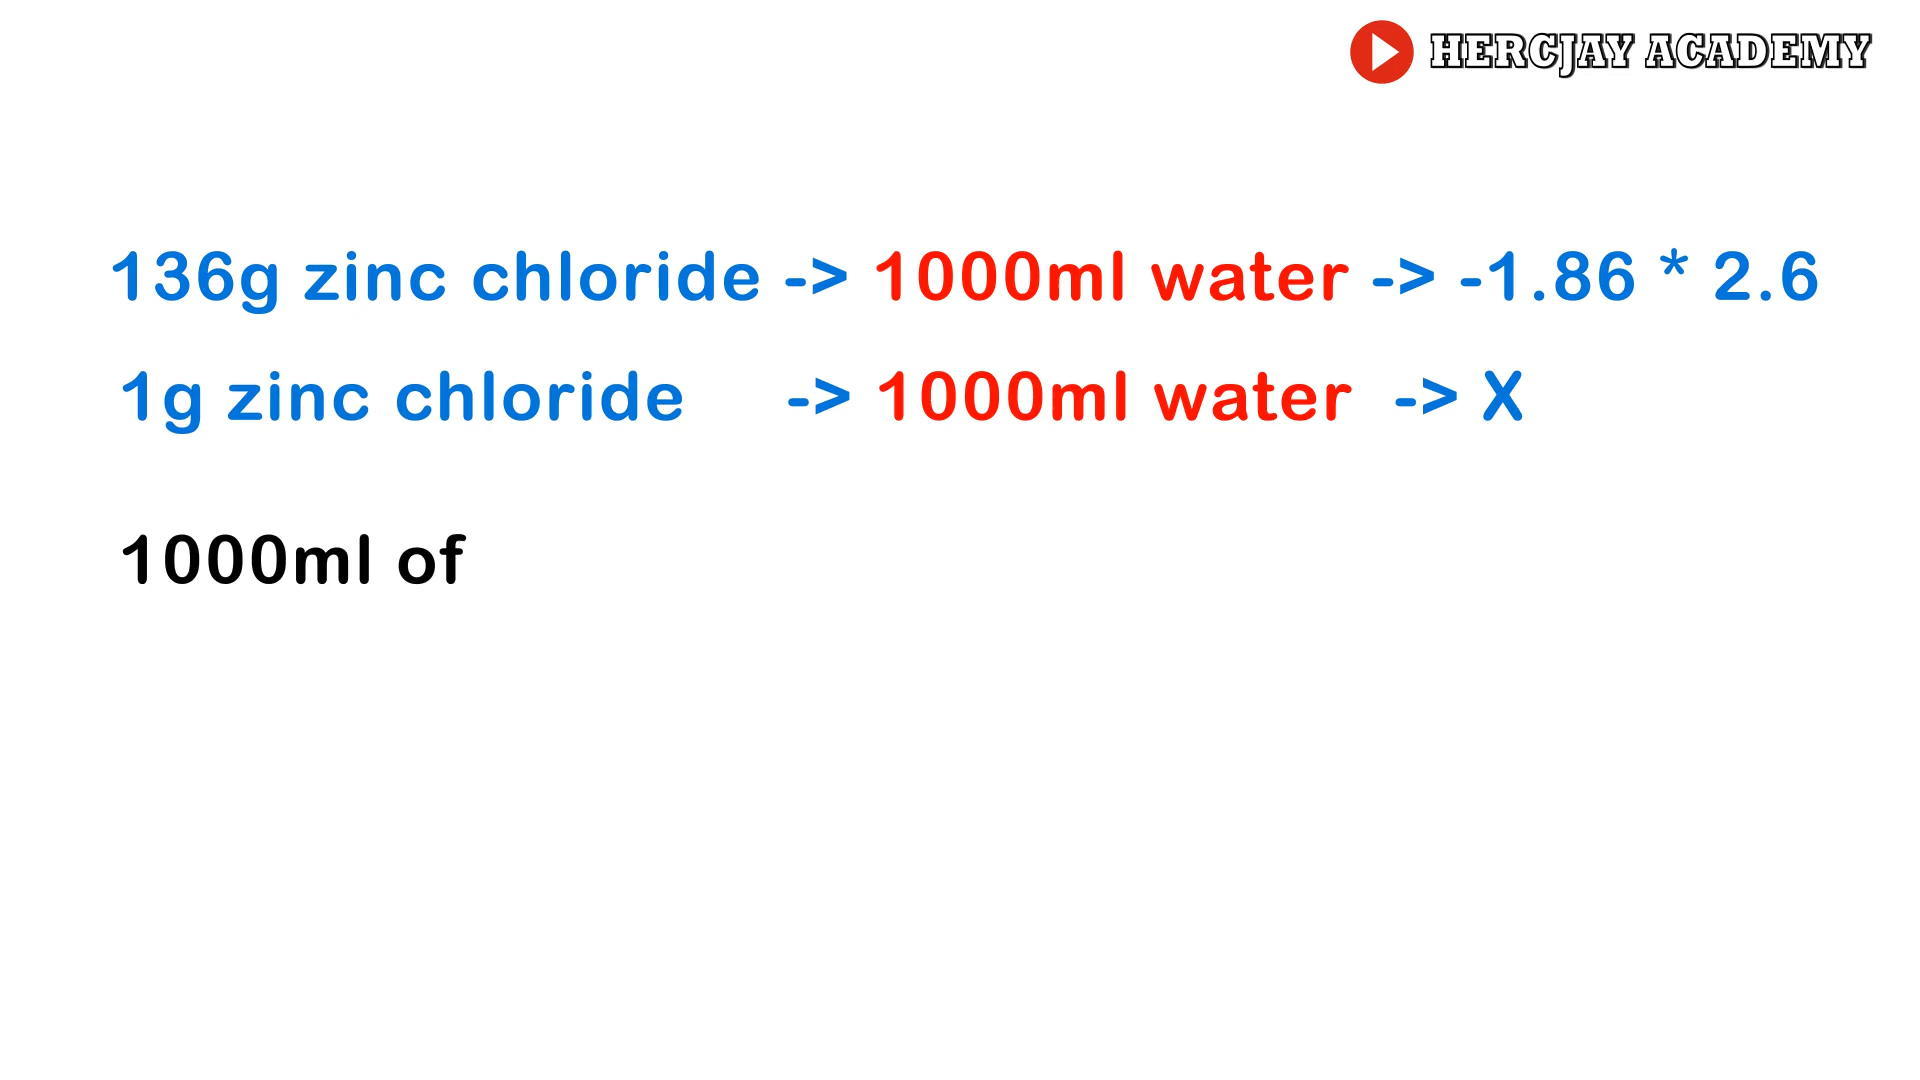 HERCJAY ACADEMY
136g zinc chloride -> 1000ml water -> -1.86 * 2.6
1g zinc chloride -> 1000ml water -> X
1000ml of